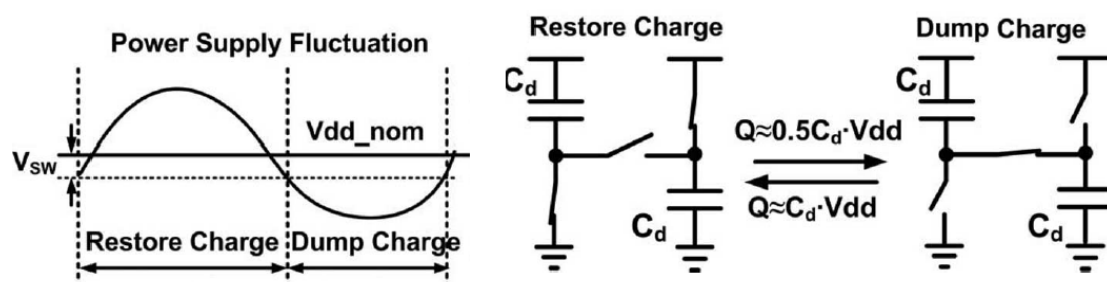 Power Supply Fluctuation
Vdd_nom
V_SW
Restore Charge
Dump Charge
Restore Charge
C_d
C_d
Q≈0.5C_d·Vdd
Q≈C_d·Vdd
Dump Charge
C_d
C_d